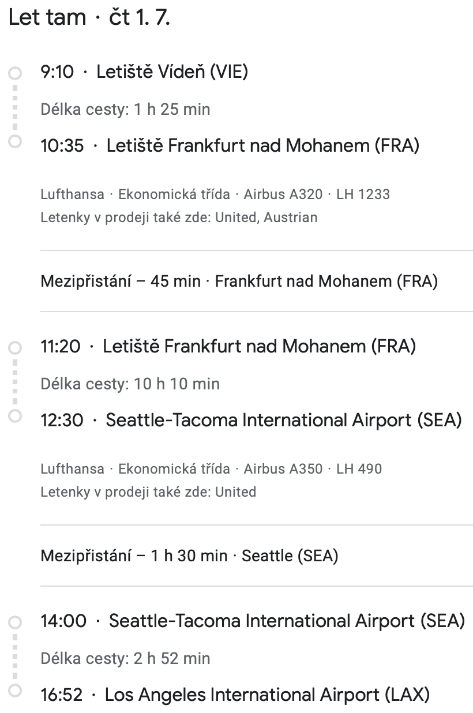 Let tam · čt 1. 7.
9:10 · Letiště Vídeň (VIE)
Délka cesty: 1 h 25 min
10:35 · Letiště Frankfurt nad Mohanem (FRA)
Lufthansa · Ekonomická třída · Airbus A320 · LH 1233
Letenky v prodeji také zde: United, Austrian
Mezipřistání – 45 min · Frankfurt nad Mohanem (FRA)
11:20 · Letiště Frankfurt nad Mohanem (FRA)
Délka cesty: 10 h 10 min
12:30 · Seattle-Tacoma International Airport (SEA)
Lufthansa · Ekonomická třída · Airbus A350 · LH 490
Letenky v prodeji také zde: United
Mezipřistání – 1 h 30 min · Seattle (SEA)
14:00 · Seattle-Tacoma International Airport (SEA)
Délka cesty: 2 h 52 min
16:52 · Los Angeles International Airport (LAX)